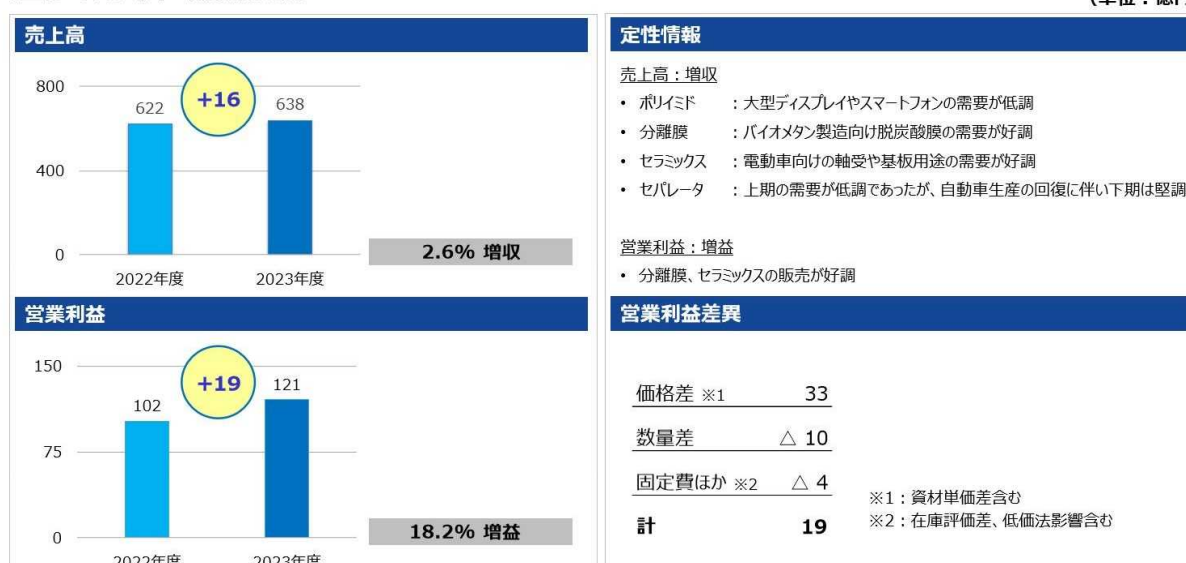 売上高
800
400
0
622
+16
638
2022年度
2023年度
2.6% 増収
定性情報
売上高：増収
• ポリイミド ：大型ディスプレイやスマートフォンの需要が低調
• 分離膜 ：バイオメタン製造向け脱炭酸膜の需要が好調
• セラミックス ：電動車向けの軸受や基板用途の需要が好調
• セパレータ ：上期の需要が低調であったが、自動車生産の回復に伴い下期は堅調
営業利益：増益
• 分離膜、セラミックスの販売が好調
営業利益
150
75
0
102
+19
121
2022年度
2023年度
18.2% 増益
営業利益差異
価格差 ※1 33
数量差 △ 10
固定費ほか ※2 △ 4
計 19
※1：資材単価差含む
※2：在庫評価差、低価法影響含む